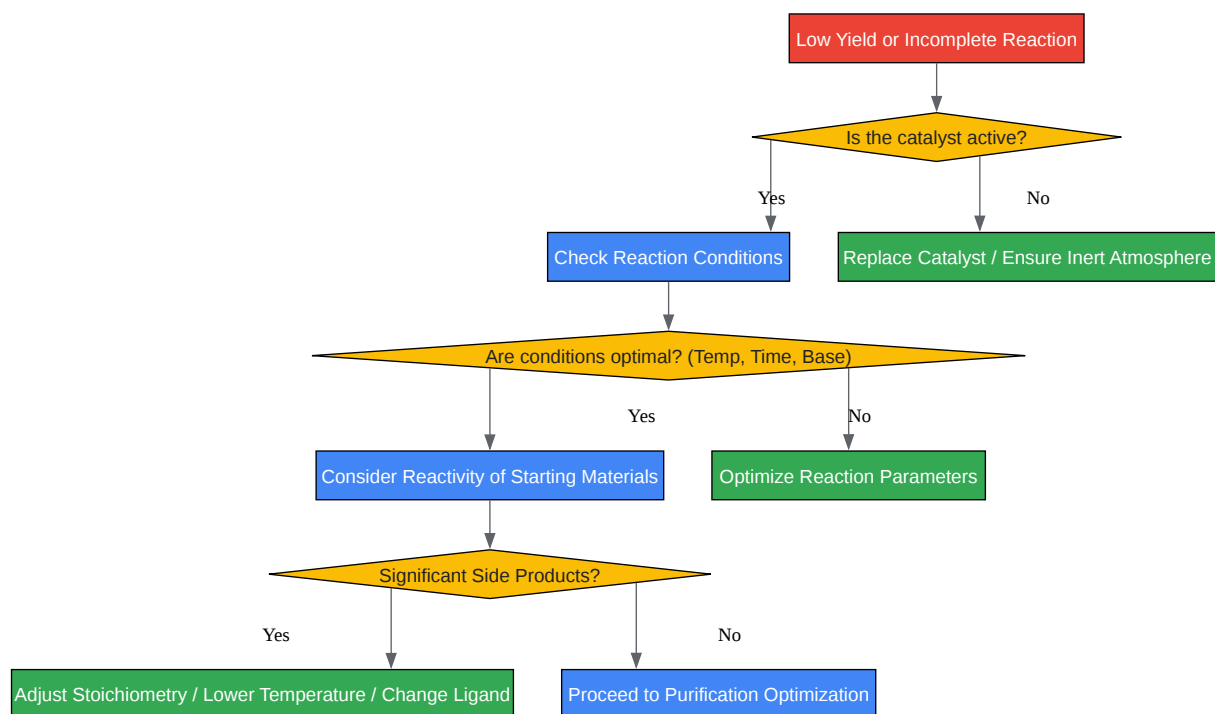 Low Yield or Incomplete Reaction
Is the catalyst active?
Yes
No
Check Reaction Conditions
Replace Catalyst / Ensure Inert Atmosphere
Are conditions optimal? (Temp, Time, Base)
Yes
No
Consider Reactivity of Starting Materials
Optimize Reaction Parameters
Significant Side Products?
Yes
No
Adjust Stoichiometry / Lower Temperature / Change Ligand
Proceed to Purification Optimization